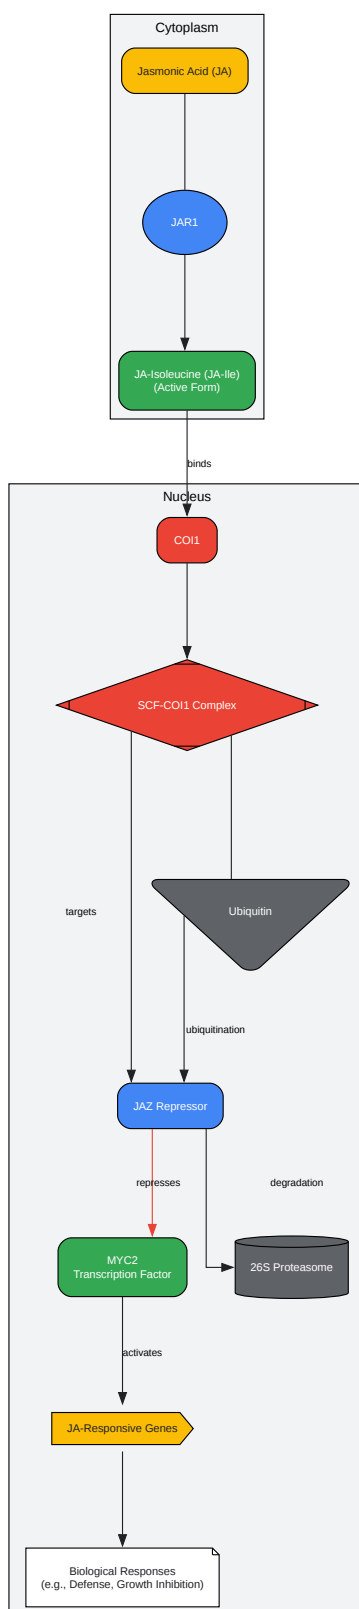 Cytoplasm
Jasmonic Acid (JA)
JAR1
JA-Isoleucine (JA-Ile)
(Active Form)
binds
Nucleus
COI1
SCF-COI1 Complex
targets
Ubiquitin
ubiquitination
JAZ Repressor
represses
degradation
MYC2
Transcription Factor
26S Proteasome
activates
JA-Responsive Genes
Biological Responses
(e.g., Defense, Growth Inhibition)